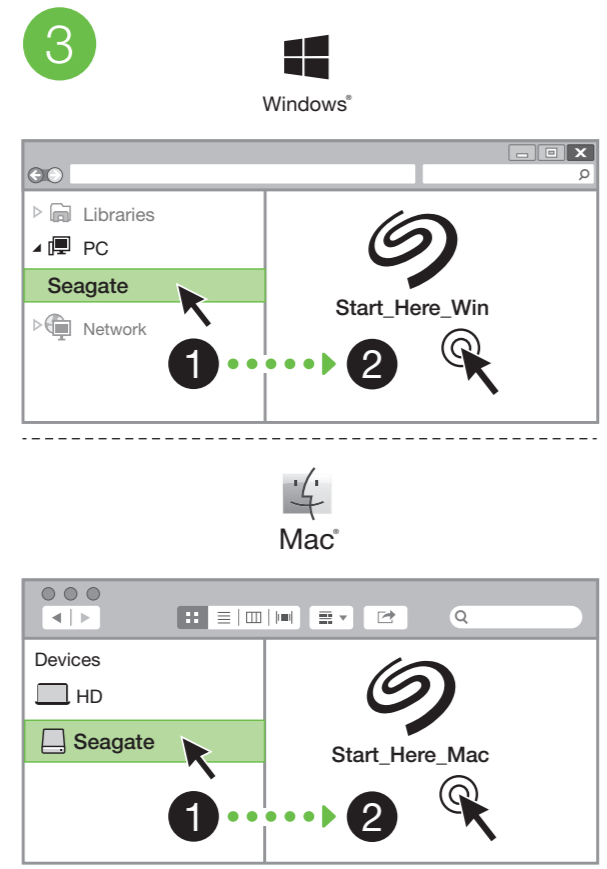 3
Windows®
Libraries
PC
Seagate
Network
Start_Here_Win
1 2
Mac®
Devices
HD
Seagate
Start_Here_Mac
1 2